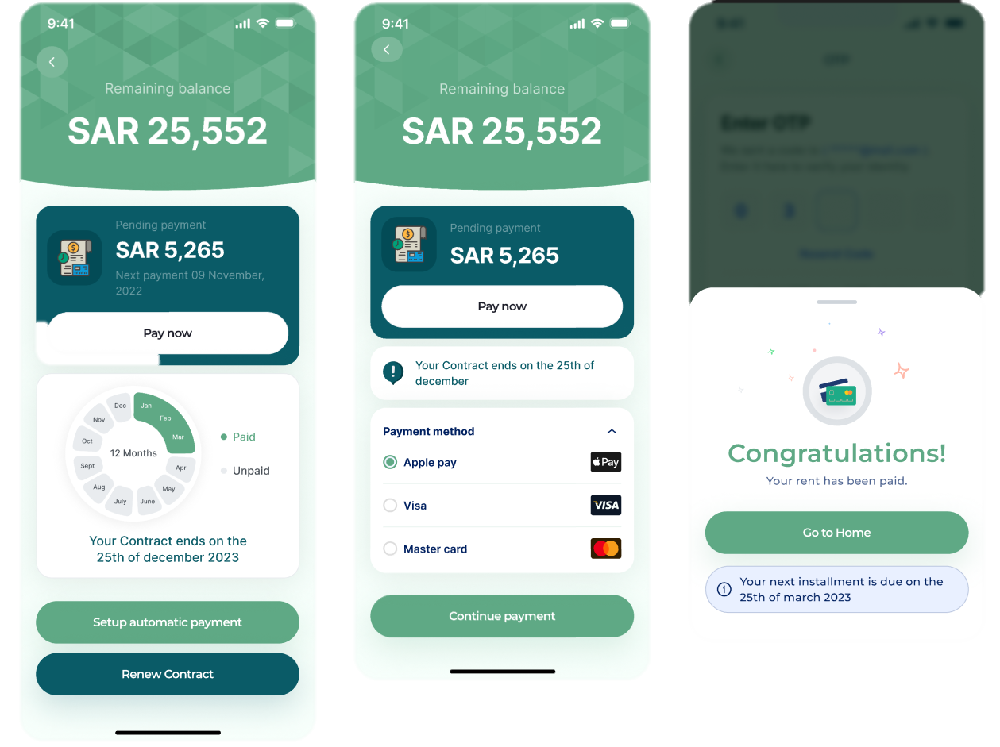 9:41
Remaining balance
SAR 25,552
Pending payment
SAR 5,265
Next payment 09 November,
2022
Pay now
Dec
Jan
Nov
Feb
Oct
Mar
12 Months
Sept
Apr
Aug
May
July
June
Paid
Unpaid
Your Contract ends on the
25th of december 2023
Setup automatic payment
Renew Contract
9:41
Remaining balance
SAR 25,552
Pending payment
SAR 5,265
Pay now
Your Contract ends on the 25th of
december
Payment method
Apple pay
Pay
Visa
VISA
Master card
Continue payment
9:41
OTP
Enter OTP
Congratulations!
Your rent has been paid.
Go to Home
Your next installment is due on the
25th of march 2023